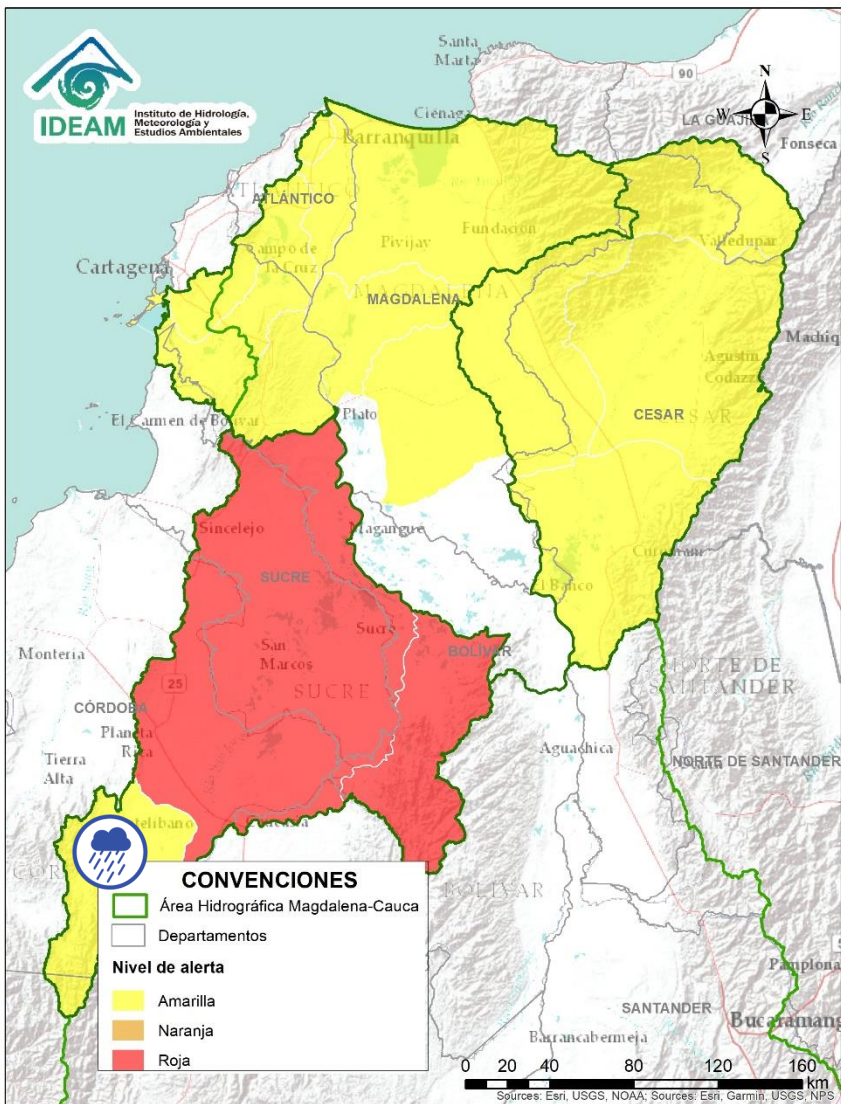 Santa
Marta
90
N
W E
S
IDEAM
Instituto de Hidrología,
Meteorología y
Estudios Ambientales
Ciénaga
LA GUAJIRA
Fonseca
Barranquilla
ATLÁNTICO
Valledupar
Pivijay
Fundación
Campo de
la Cruz
Cartagena
MAGDALENA
MAGDALENA
Agustín
Codazzi
El Carmen de Bolívar
Plato
CESAR
CESAR
Sincelejo
Magangue
SUCRE
El Banco
Sucre
San
Marcos
BOLÍVAR
Montería
SUCRE
NORTE DE
SANTANDER
25
CÓRDOBA
Planeta
Rica
Aguachica
Tierra
Alta
NORTE DE SANTANDER
BOLÍVAR
CONVENCIONES
Área Hidrográfica Magdalena-Cauca
Departamentos
Nivel de alerta
Amarilla
Naranja
Roja
Pamplona
SANTANDER
Bucaramang
Barrancabermeja
0 20 40 80 120 160
km
Sources: Esri, USGS, NOAA; Sources: Esri, Garmin, USGS, NPS